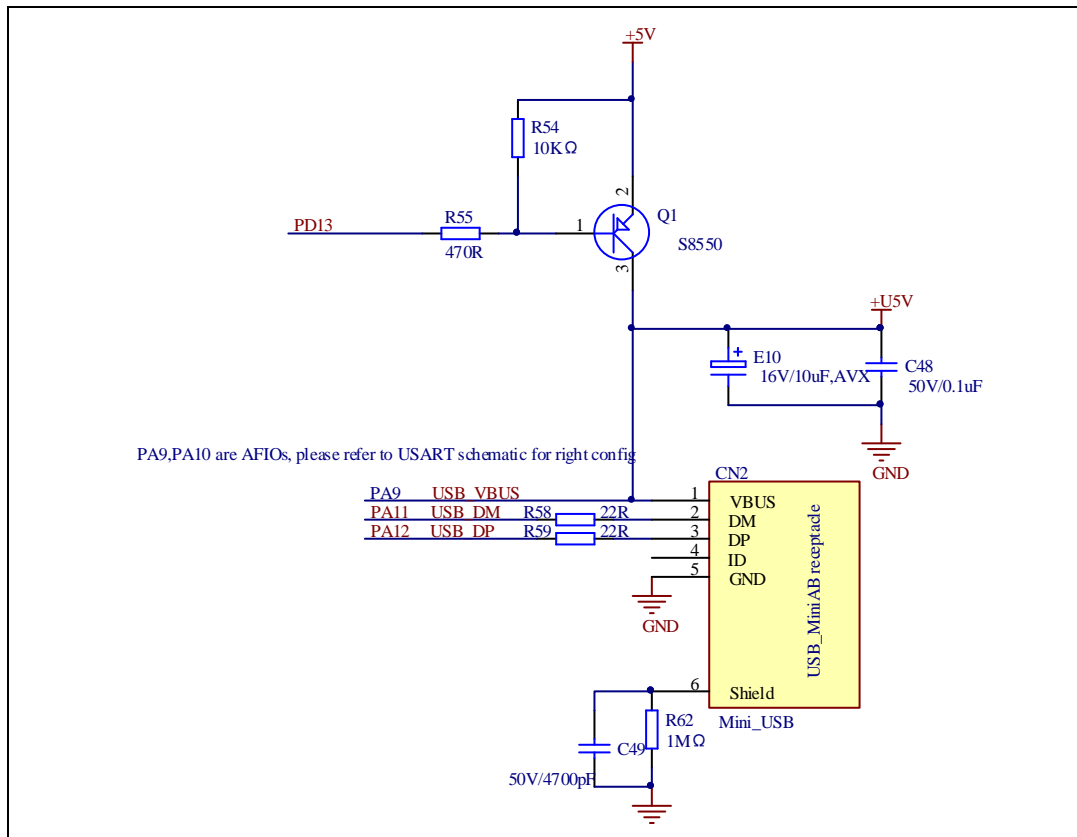 +5V
R54
10KΩ
2
PD13
R55
470R
1
Q1
S8550
3
+U5V
E10
16V/10uF,AVX
C48
50V/0.1uF
GND
PA9,PA10 are AFIOs, please refer to USART schematic for right config
CN2
PA9 USB_VBUS 1 VBUS
PA11 USB_DM R58 22R 2 DM
PA12 USB_DP R59 22R 3 DP
4 ID
5 GND
GND
USB_MiniAB receptacle
6 Shield
Mini_USB
R62
1MΩ
C49
50V/4700pF